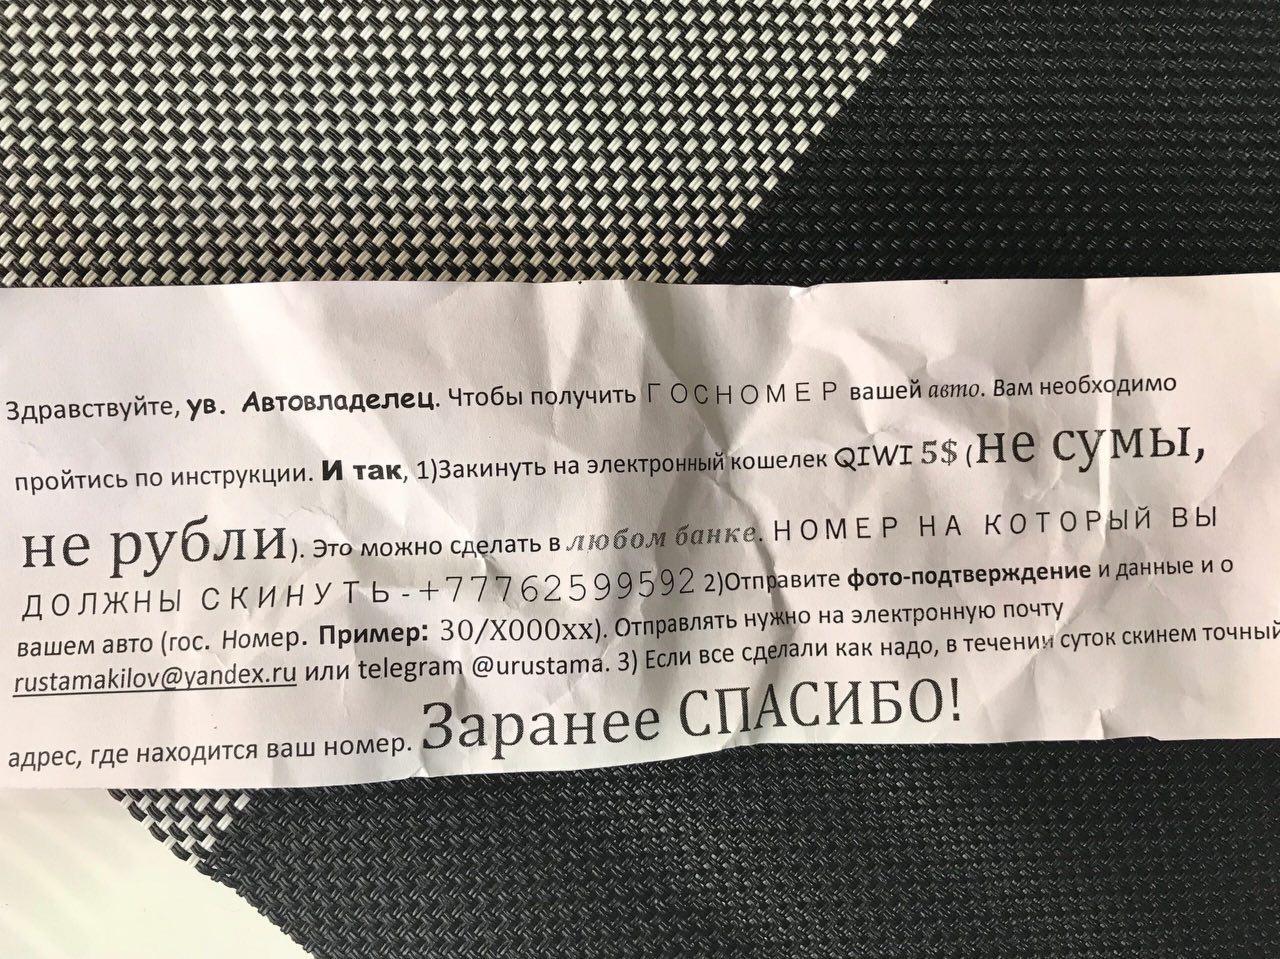 Здравствуйте, ув. Автовладелец. Чтобы получить ГОСНОМЕР вашей авто. Вам необходимо
пройтись по инструкции. И так, 1)Закинуть на электронный кошелек QIWI 5$ (не сумы,
не рубли). Это можно сделать в любом банке. НОМЕР НА КОТОРЫЙ ВЫ
ДОЛЖНЫ СКИНУТЬ-+77762599592 2)Отправите фото-подтверждение и данные и о
вашем авто (гос. Номер. Пример: 30/X000xx). Отправлять нужно на электронную почту
rustamakilov@yandex.ru или telegram @urustama. 3) Если все сделали как надо, в течении суток скинем точный
адрес, где находится ваш номер. Заранее СПАСИБО!